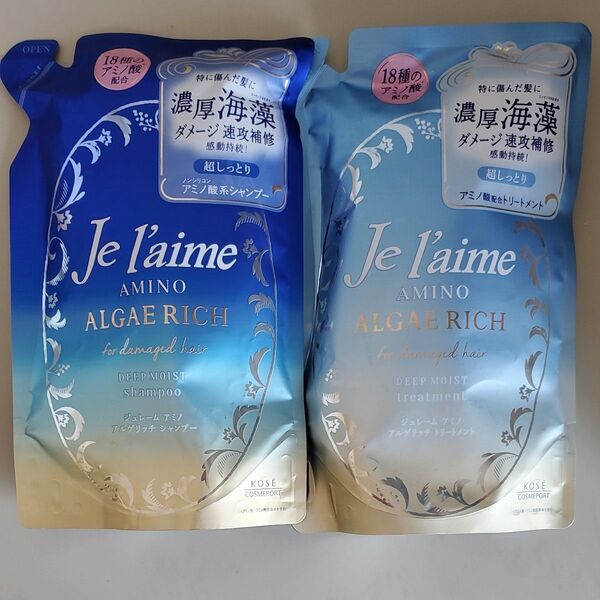 OPEN
18種の
アミノ酸
配合
特に傷んだ髪に
濃厚海藻
ダメージ速攻補修
感動持続!
超しっとり
ノンシリコン
アミノ酸系シャンプー
Je l'aime
AMINO
ALGAE RICH
for damaged hair
DEEP MOIST
shampoo
ジュレーム アミノ
アルゲリッチ シャンプー
KOSÉ
COSMEPORT
18種の
アミノ酸
配合
特に傷んだ髪に
濃厚海藻
ダメージ速攻補修
感動持続!
超しっとり
アミノ酸配合トリートメント
Je l'aime
AMINO
ALGAE RICH
for damaged hair
DEEP MOIST
treatment
ジュレーム アミノ
アルゲリッチ トリートメント
KOSÉ
COSMEPORT